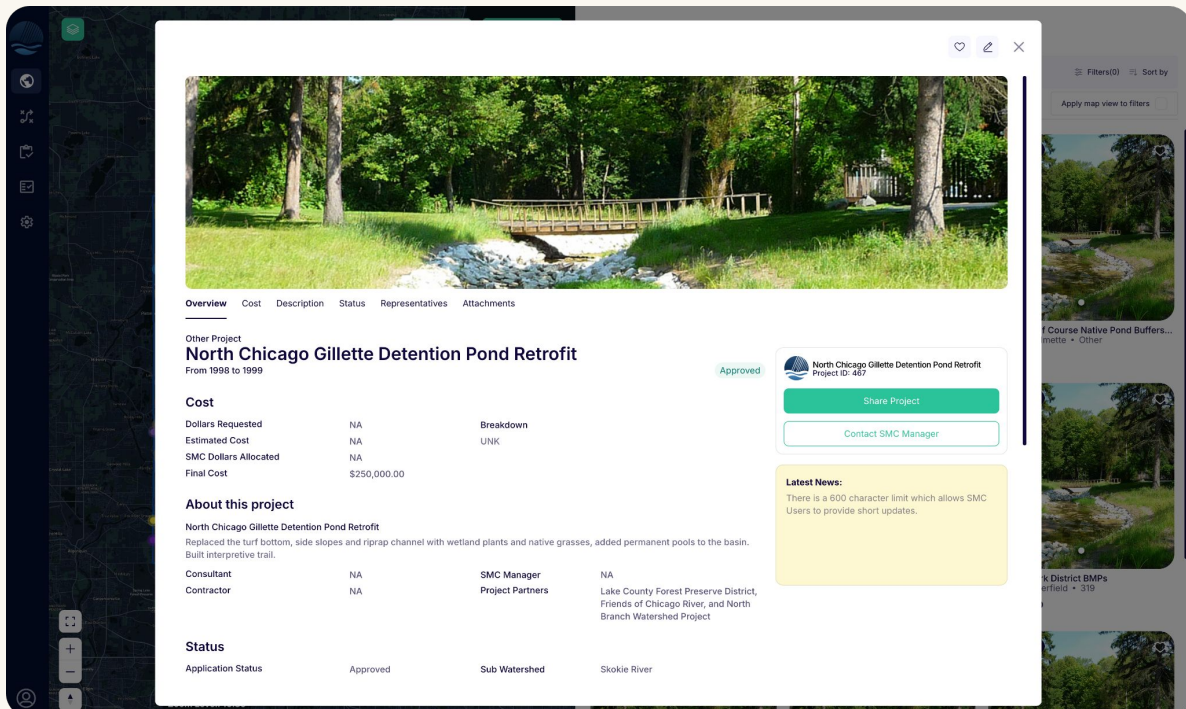 Filters(0) Sort by
Apply map view to filters
Overview Cost Description Status Representatives Attachments
Other Project
North Chicago Gillette Detention Pond Retrofit
From 1998 to 1999
Approved
North Chicago Gillette Detention Pond Retrofit
Project ID: 467
Share Project
Contact SMC Manager
Cost
Dollars Requested NA Breakdown
Estimated Cost NA UNK
SMC Dollars Allocated NA
Final Cost $250,000.00
Latest News:
There is a 600 character limit which allows SMC
Users to provide short updates.
About this project
North Chicago Gillette Detention Pond Retrofit
Replaced the turf bottom, side slopes and riprap channel with wetland plants and native grasses, added permanent pools to the basin.
Built interpretive trail.
Consultant NA SMC Manager NA
Contractor NA Project Partners Lake County Forest Preserve District,
Friends of Chicago River, and North
Branch Watershed Project
Status
Application Status Approved Sub Watershed Skokie River
f Course Native Pond Buffers...
mette • Other
k District BMPs
erfield • 319